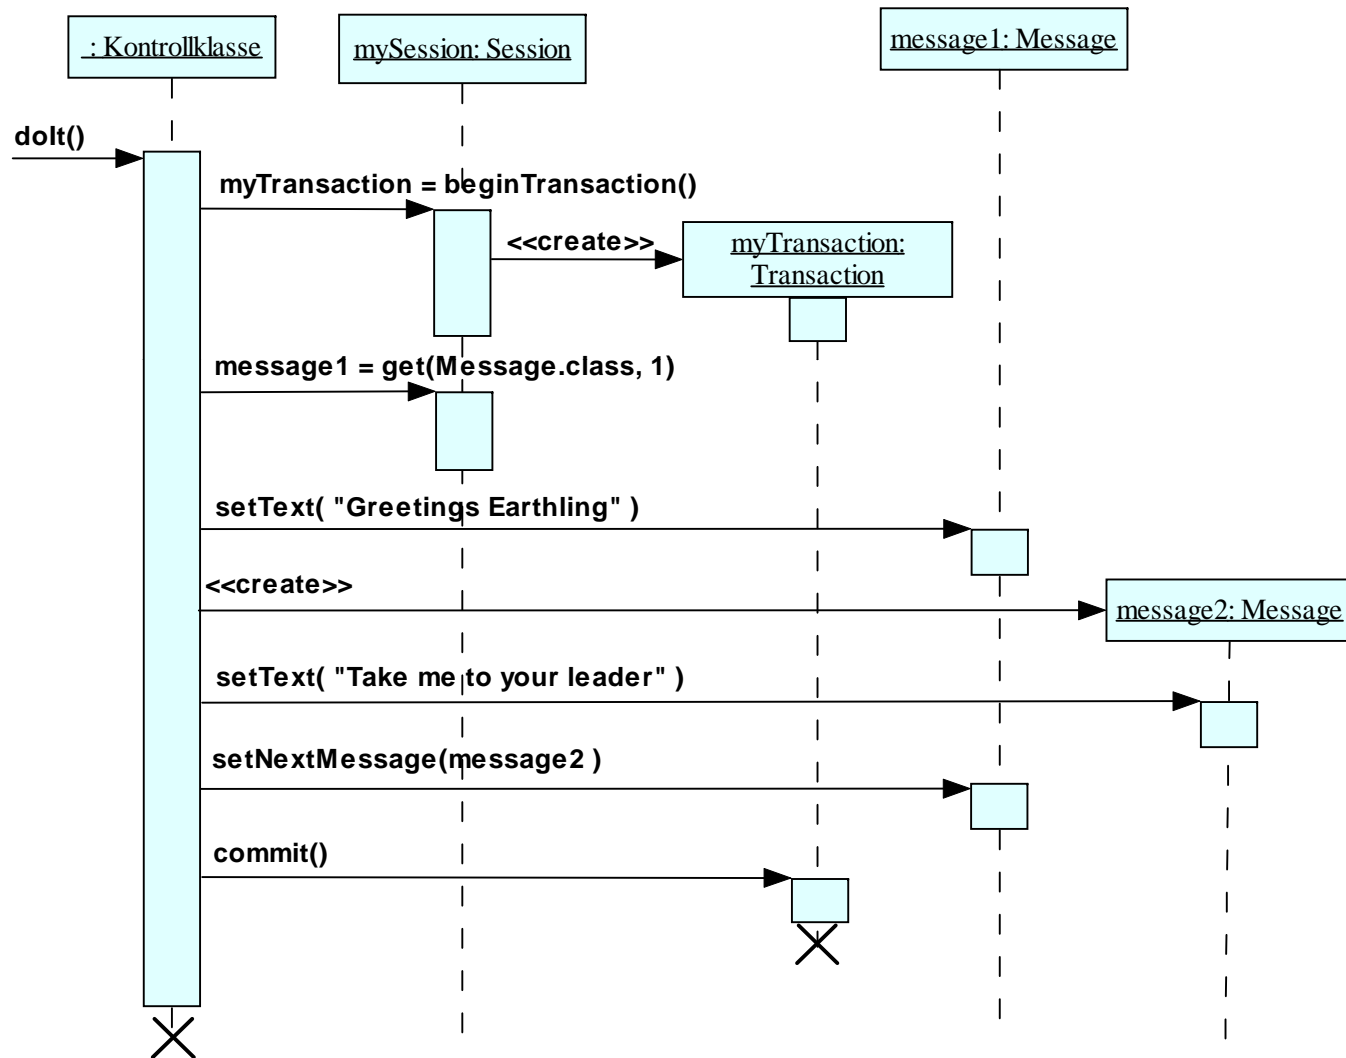 : Kontrollklasse
mySession: Session
message1: Message
doIt()
myTransaction = beginTransaction()
<<create>>
myTransaction:
Transaction
message1 = get(Message.class, 1)
setText( "Greetings Earthling" )
<<create>>
message2: Message
setText( "Take me to your leader" )
setNextMessage(message2 )
commit()